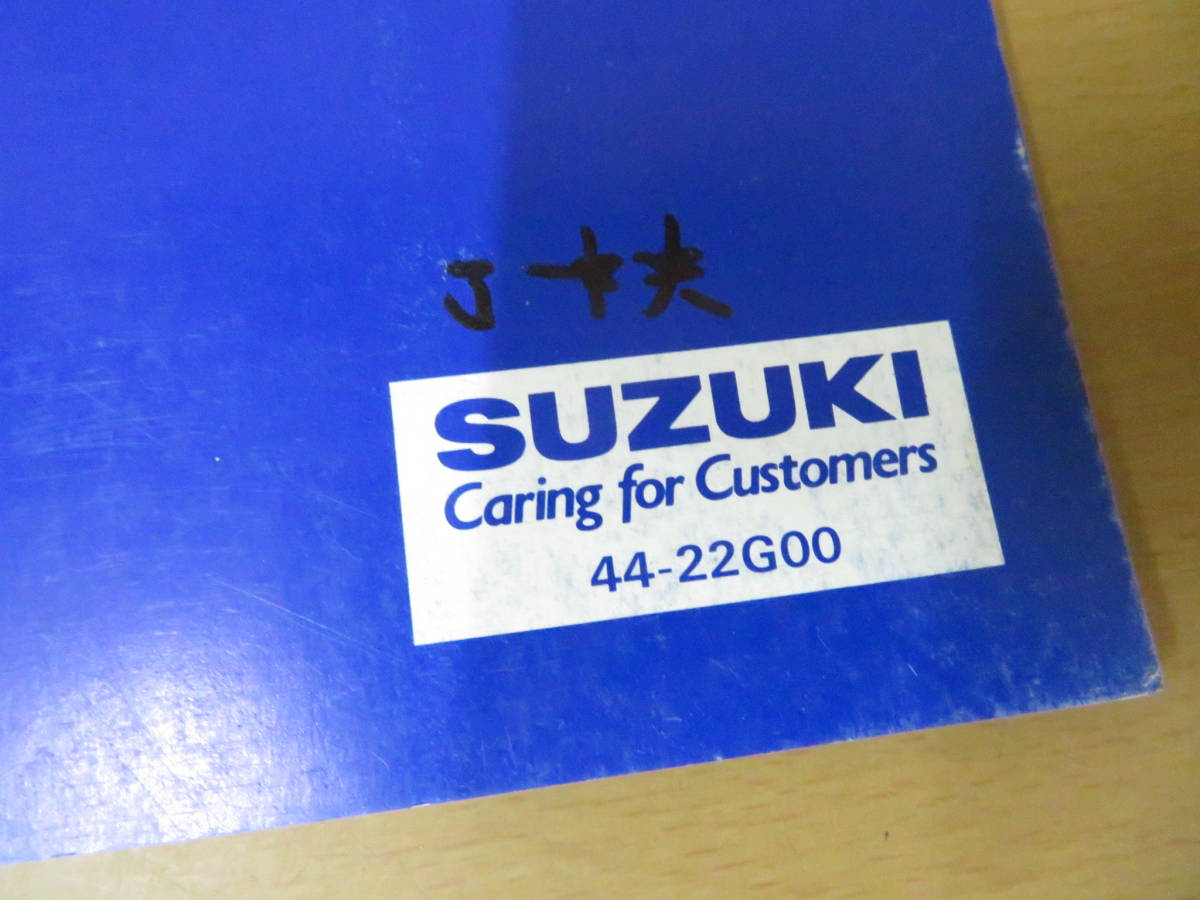 SUZUKI
Caring for Customers
44-22G00